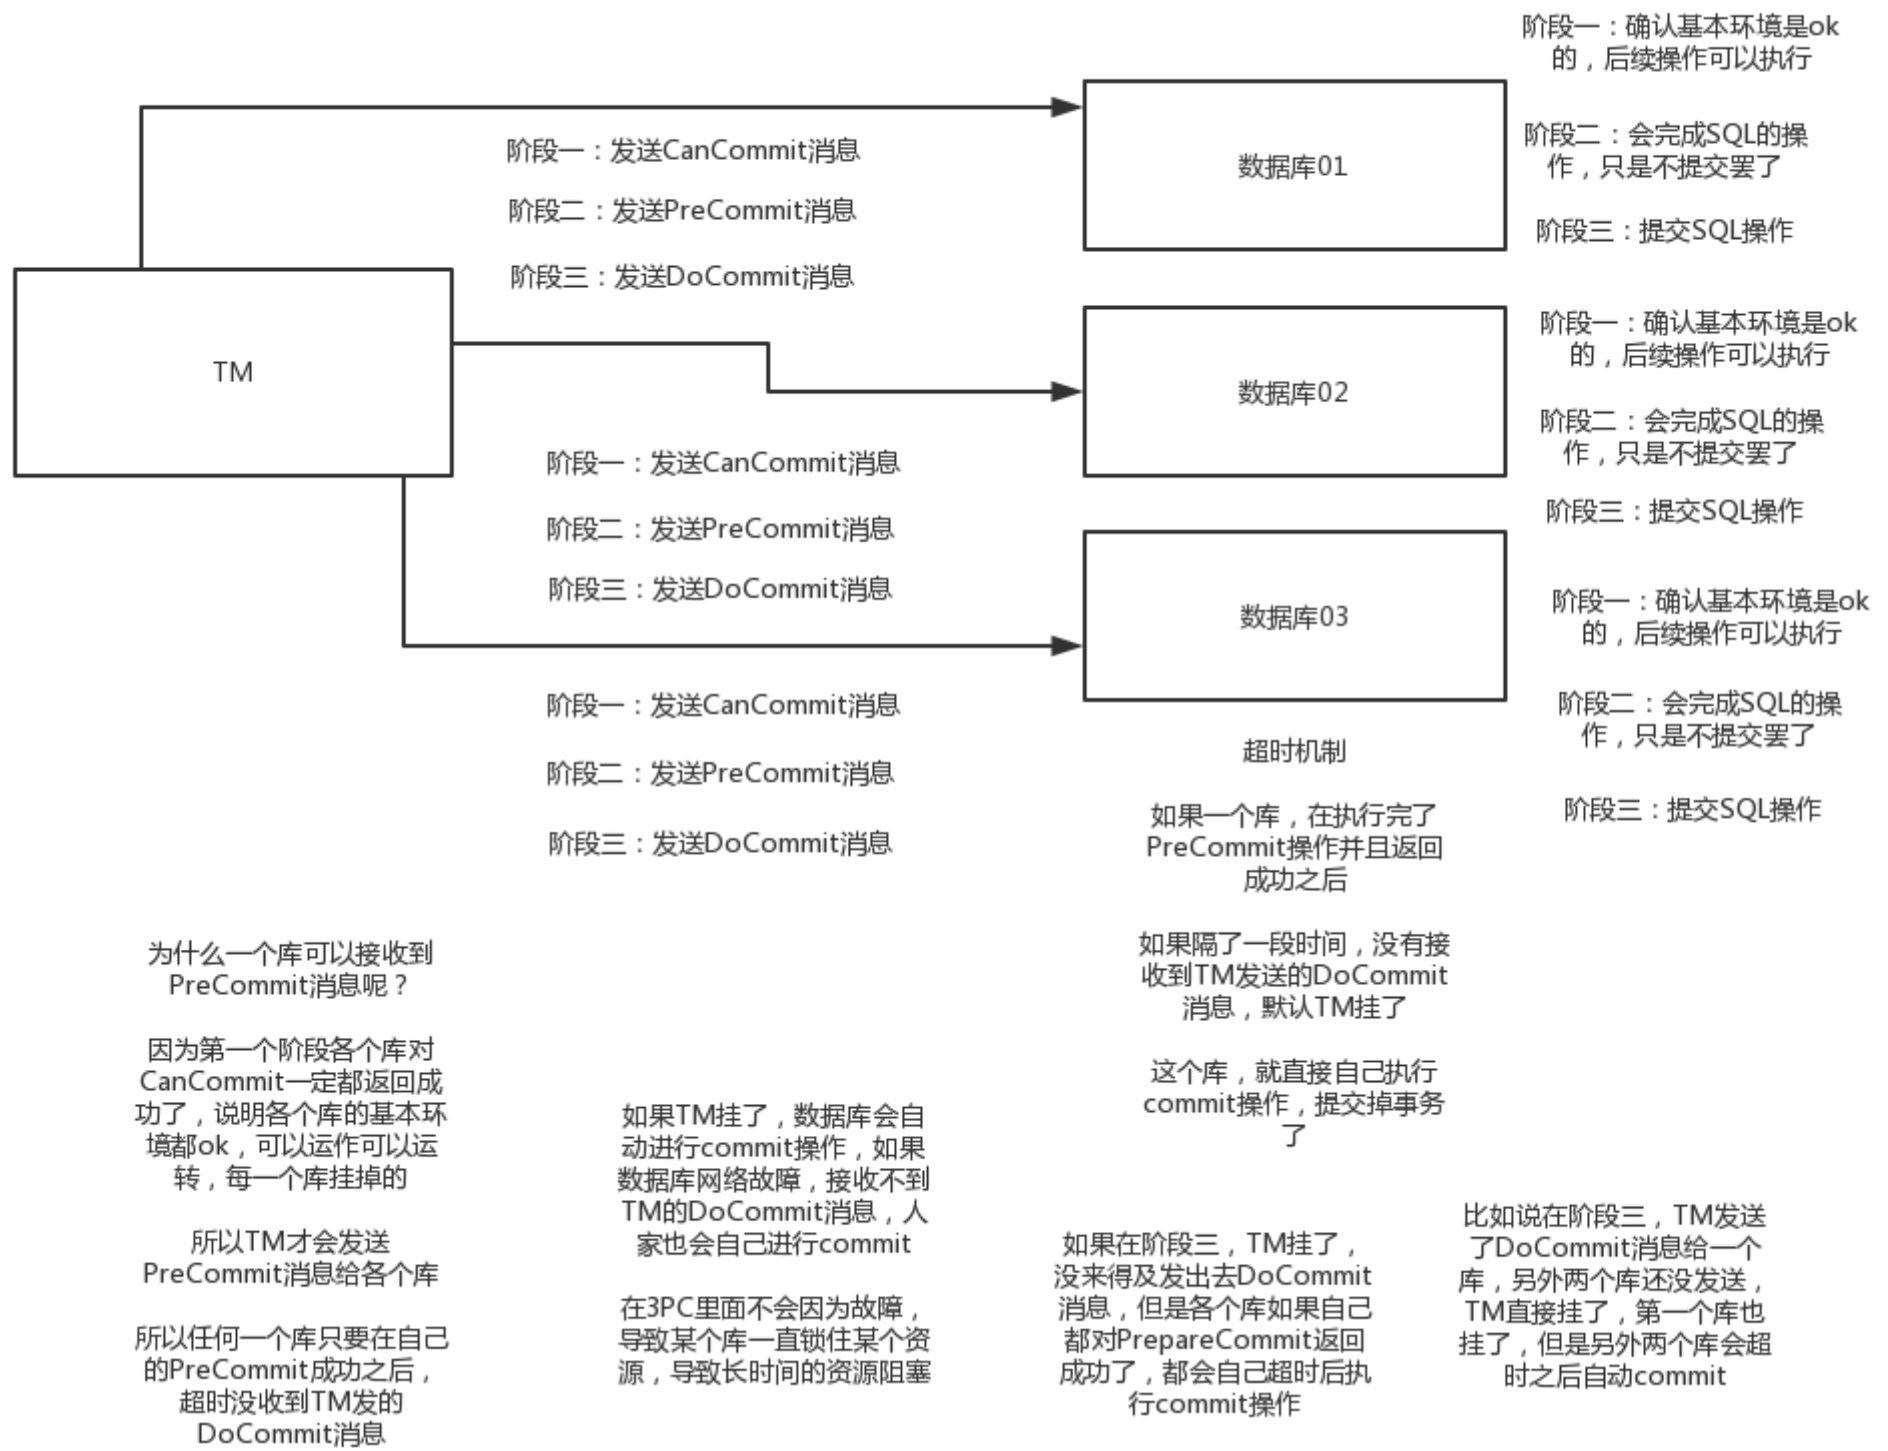 阶段一：确认基本环境是ok
的，后续操作可以执行
阶段二：会完成SQL的操
作，只是不提交罢了
阶段三：提交SQL操作
数据库01
阶段一：发送CanCommit消息
阶段二：发送PreCommit消息
阶段三：发送DoCommit消息
TM
数据库02
阶段一：确认基本环境是ok
的，后续操作可以执行
阶段二：会完成SQL的操
作，只是不提交罢了
阶段三：提交SQL操作
阶段一：发送CanCommit消息
阶段二：发送PreCommit消息
阶段三：发送DoCommit消息
数据库03
阶段一：确认基本环境是ok
的，后续操作可以执行
阶段二：会完成SQL的操
作，只是不提交罢了
阶段三：提交SQL操作
阶段一：发送CanCommit消息
阶段二：发送PreCommit消息
阶段三：发送DoCommit消息
超时机制
如果一个库，在执行完了
PreCommit操作并且返回
成功之后
如果隔了一段时间，没有接
收到TM发送的DoCommit
消息，默认TM挂了
这个库，就直接自己执行
commit操作，提交掉事务
了
为什么一个库可以接收到
PreCommit消息呢？
因为第一个阶段各个库对
CanCommit一定都返回成
功了，说明各个库的基本环
境都ok，可以运作可以运
转，每一个库挂掉的
所以TM才会发送
PreCommit消息给各个库
所以任何一个库只要在自己
的PreCommit成功之后，
超时没收到TM发的
DoCommit消息
如果TM挂了，数据库会自
动进行commit操作，如果
数据库网络故障，接收不到
TM的DoCommit消息，人
家也会自己进行commit
在3PC里面不会因为故障，
导致某个库一直锁住某个资
源，导致长时间的资源阻塞
如果在阶段三，TM挂了，
没来得及发出去DoCommit
消息，但是各个库如果自己
都对PrepareCommit返回
成功了，都会自己超时后执
行commit操作
比如说在阶段三，TM发送
了DoCommit消息给一个
库，另外两个库还没发送，
TM直接挂了，第一个库也
挂了，但是另外两个库会超
时之后自动commit